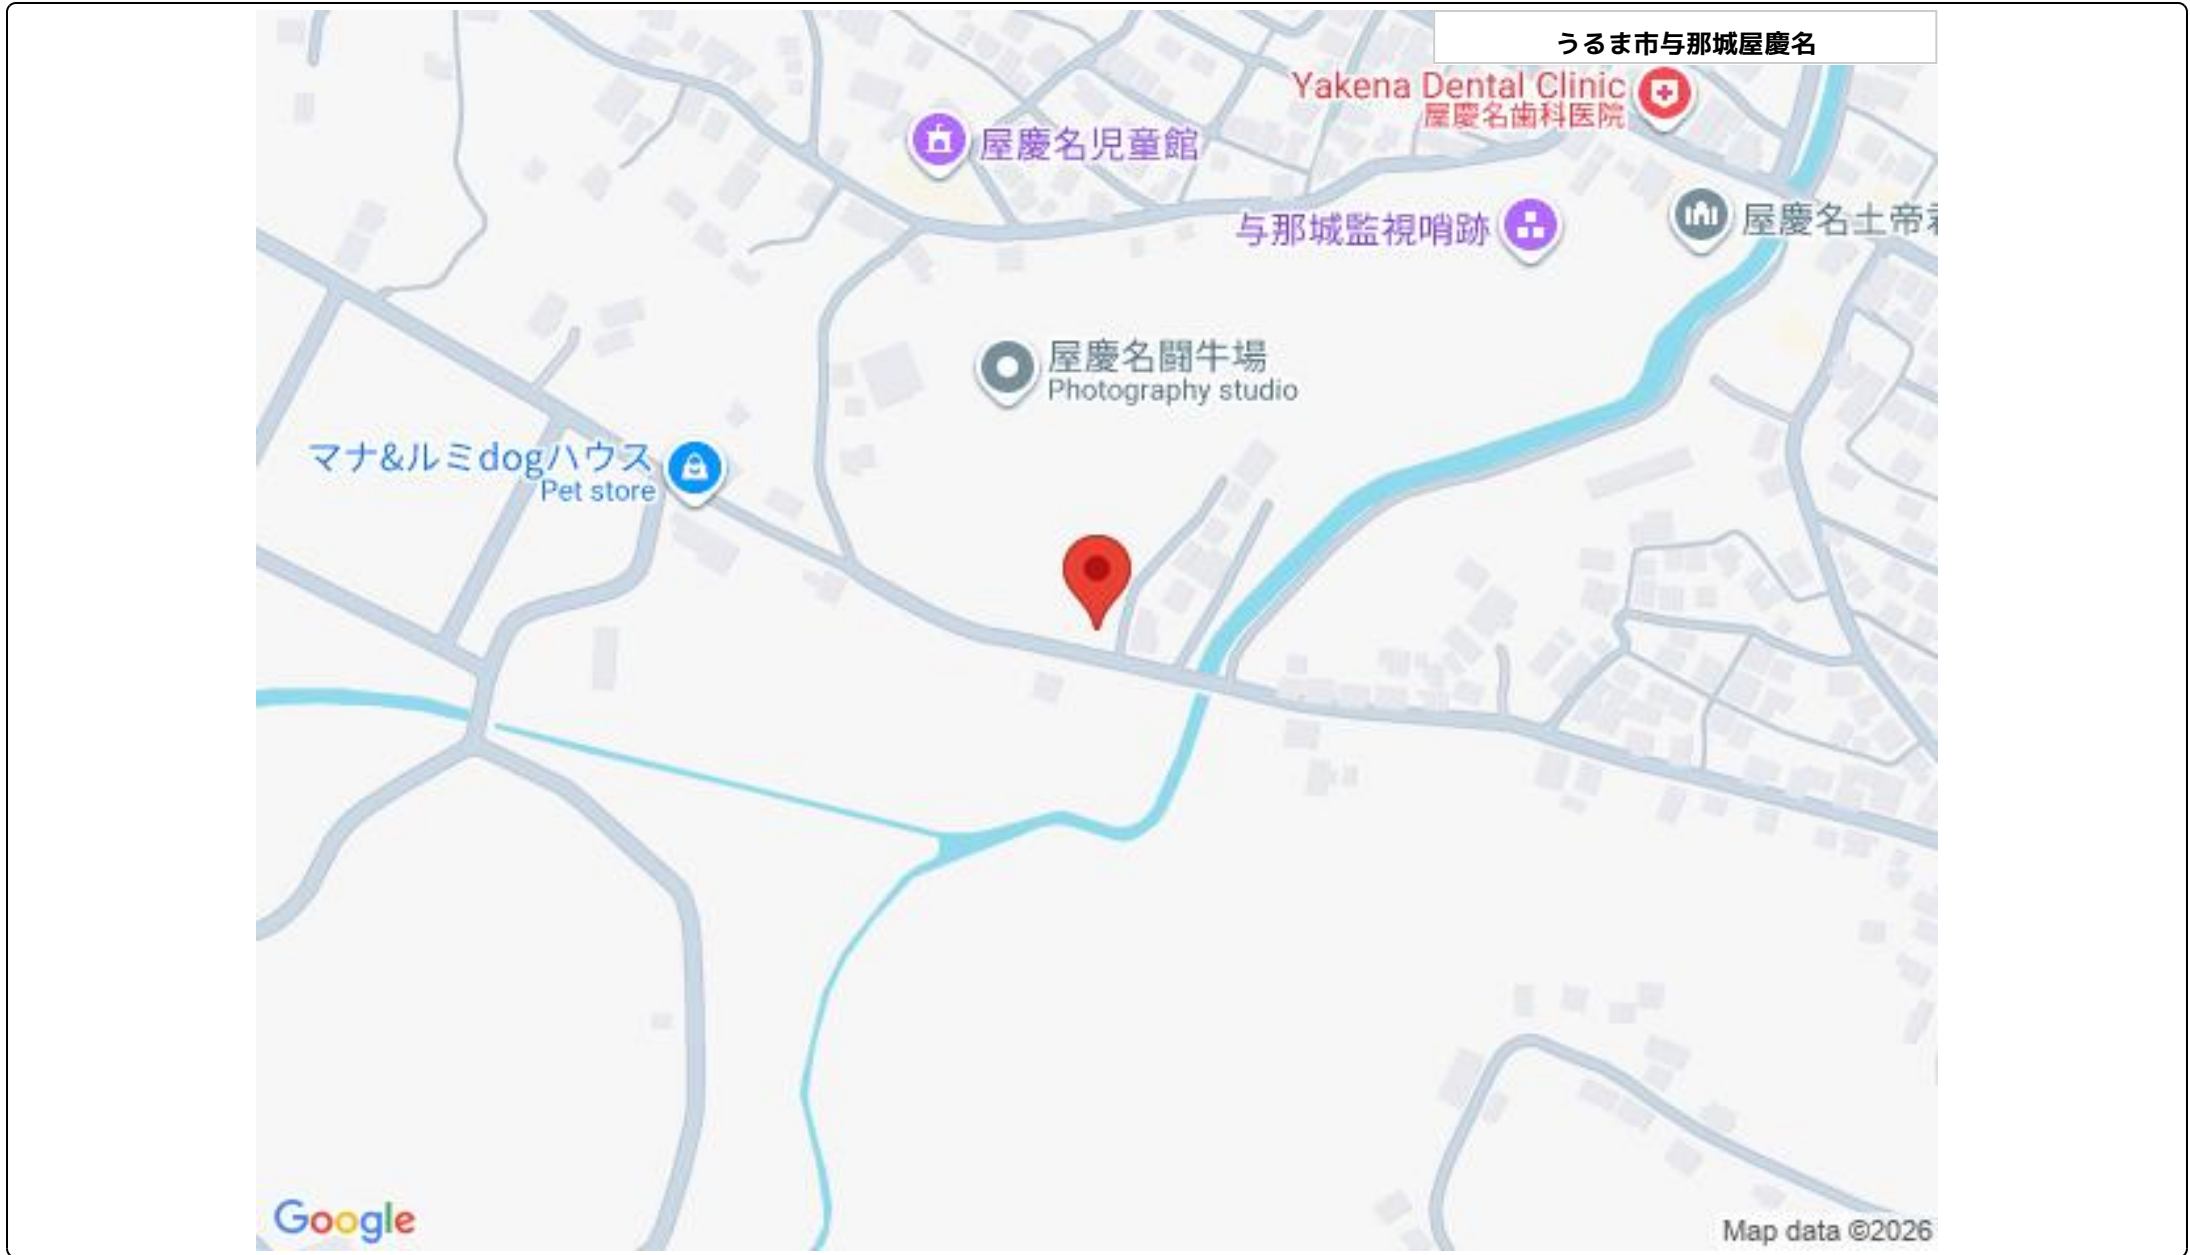 うるま市与那城屋慶名
Yakena Dental Clinic
屋慶名歯科医院
屋慶名児童館
与那城監視哨跡
屋慶名土帝
屋慶名闘牛場
Photography studio
マナ&ルミdogハウス
Pet store
Google
Map data ©2026